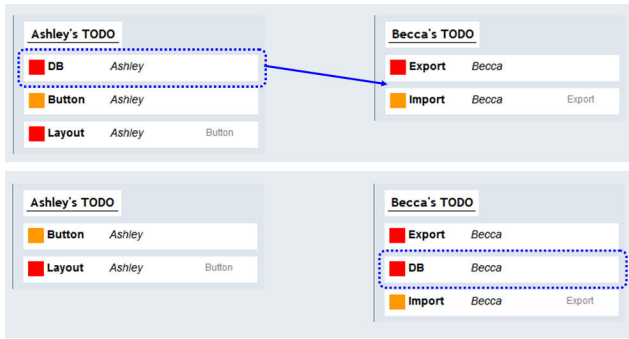 Ashley's TODO
DB Ashley
Button Ashley
Layout Ashley Button
Becca's TODO
Export Becca
Import Becca Export
Ashley's TODO
Button Ashley
Layout Ashley Button
Becca's TODO
Export Becca
DB Becca
Import Becca Export